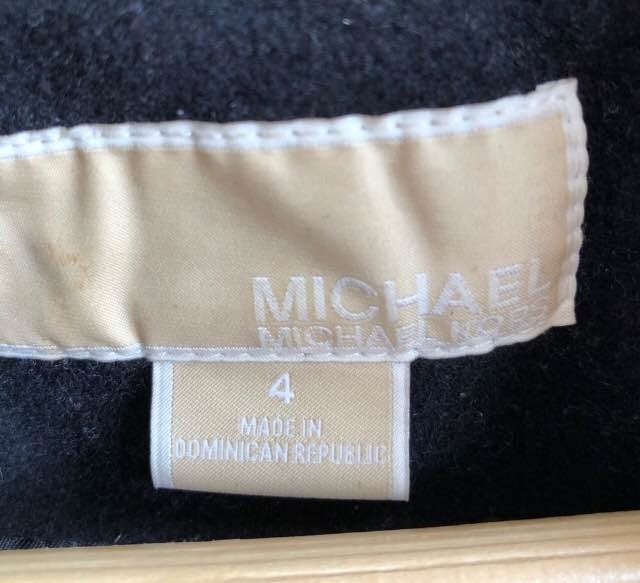 MICHAEL
MICHAEL KORS
4
MADE IN
DOMINICAN REPUBLIC